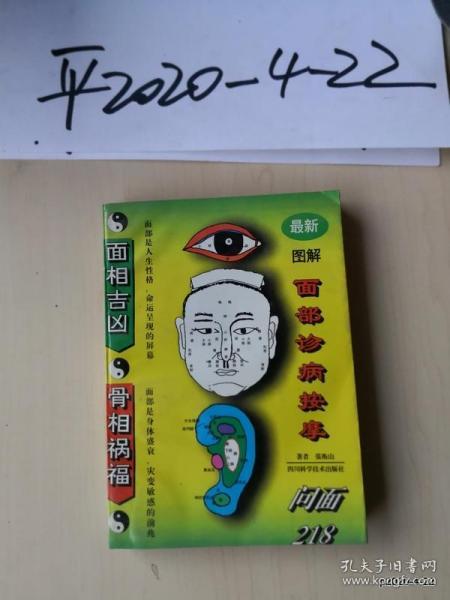 平2020-4-22
最新
图解
面部诊病按摩
著者 张南山
四川科学技术出版社
问面
218
面部是人生性格、命运呈现的屏幕
面部是身体盛衰、灾变敏感的前兆
面相吉凶
骨相祸福
孔夫子旧书网